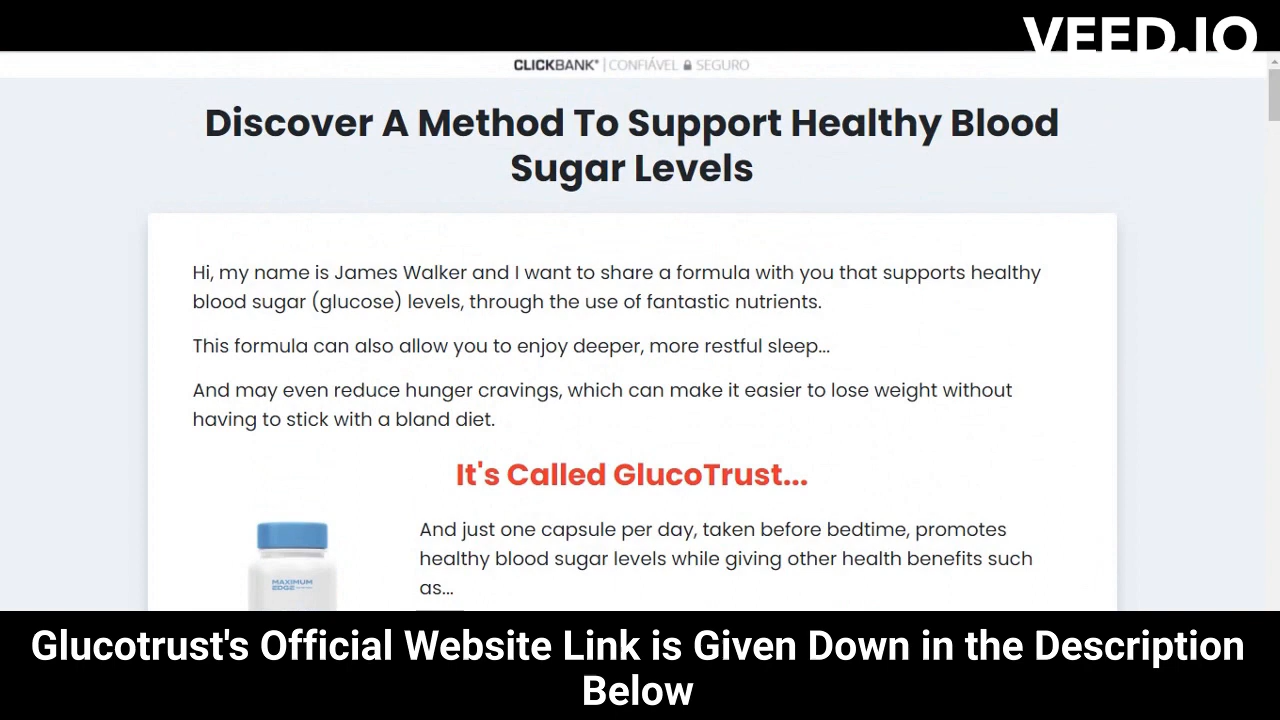 VEED.IO
CLICKBANK® | CONFIÁVEL SEGURO
Discover A Method To Support Healthy Blood
Sugar Levels
Hi, my name is James Walker and I want to share a formula with you that supports healthy
blood sugar (glucose) levels, through the use of fantastic nutrients.
This formula can also allow you to enjoy deeper, more restful sleep...
And may even reduce hunger cravings, which can make it easier to lose weight without
having to stick with a bland diet.
It's Called GlucoTrust...
And just one capsule per day, taken before bedtime, promotes
healthy blood sugar levels while giving other health benefits such
as...
MAXIMUM
EDGE
Glucotrust's Official Website Link is Given Down in the Description
Below